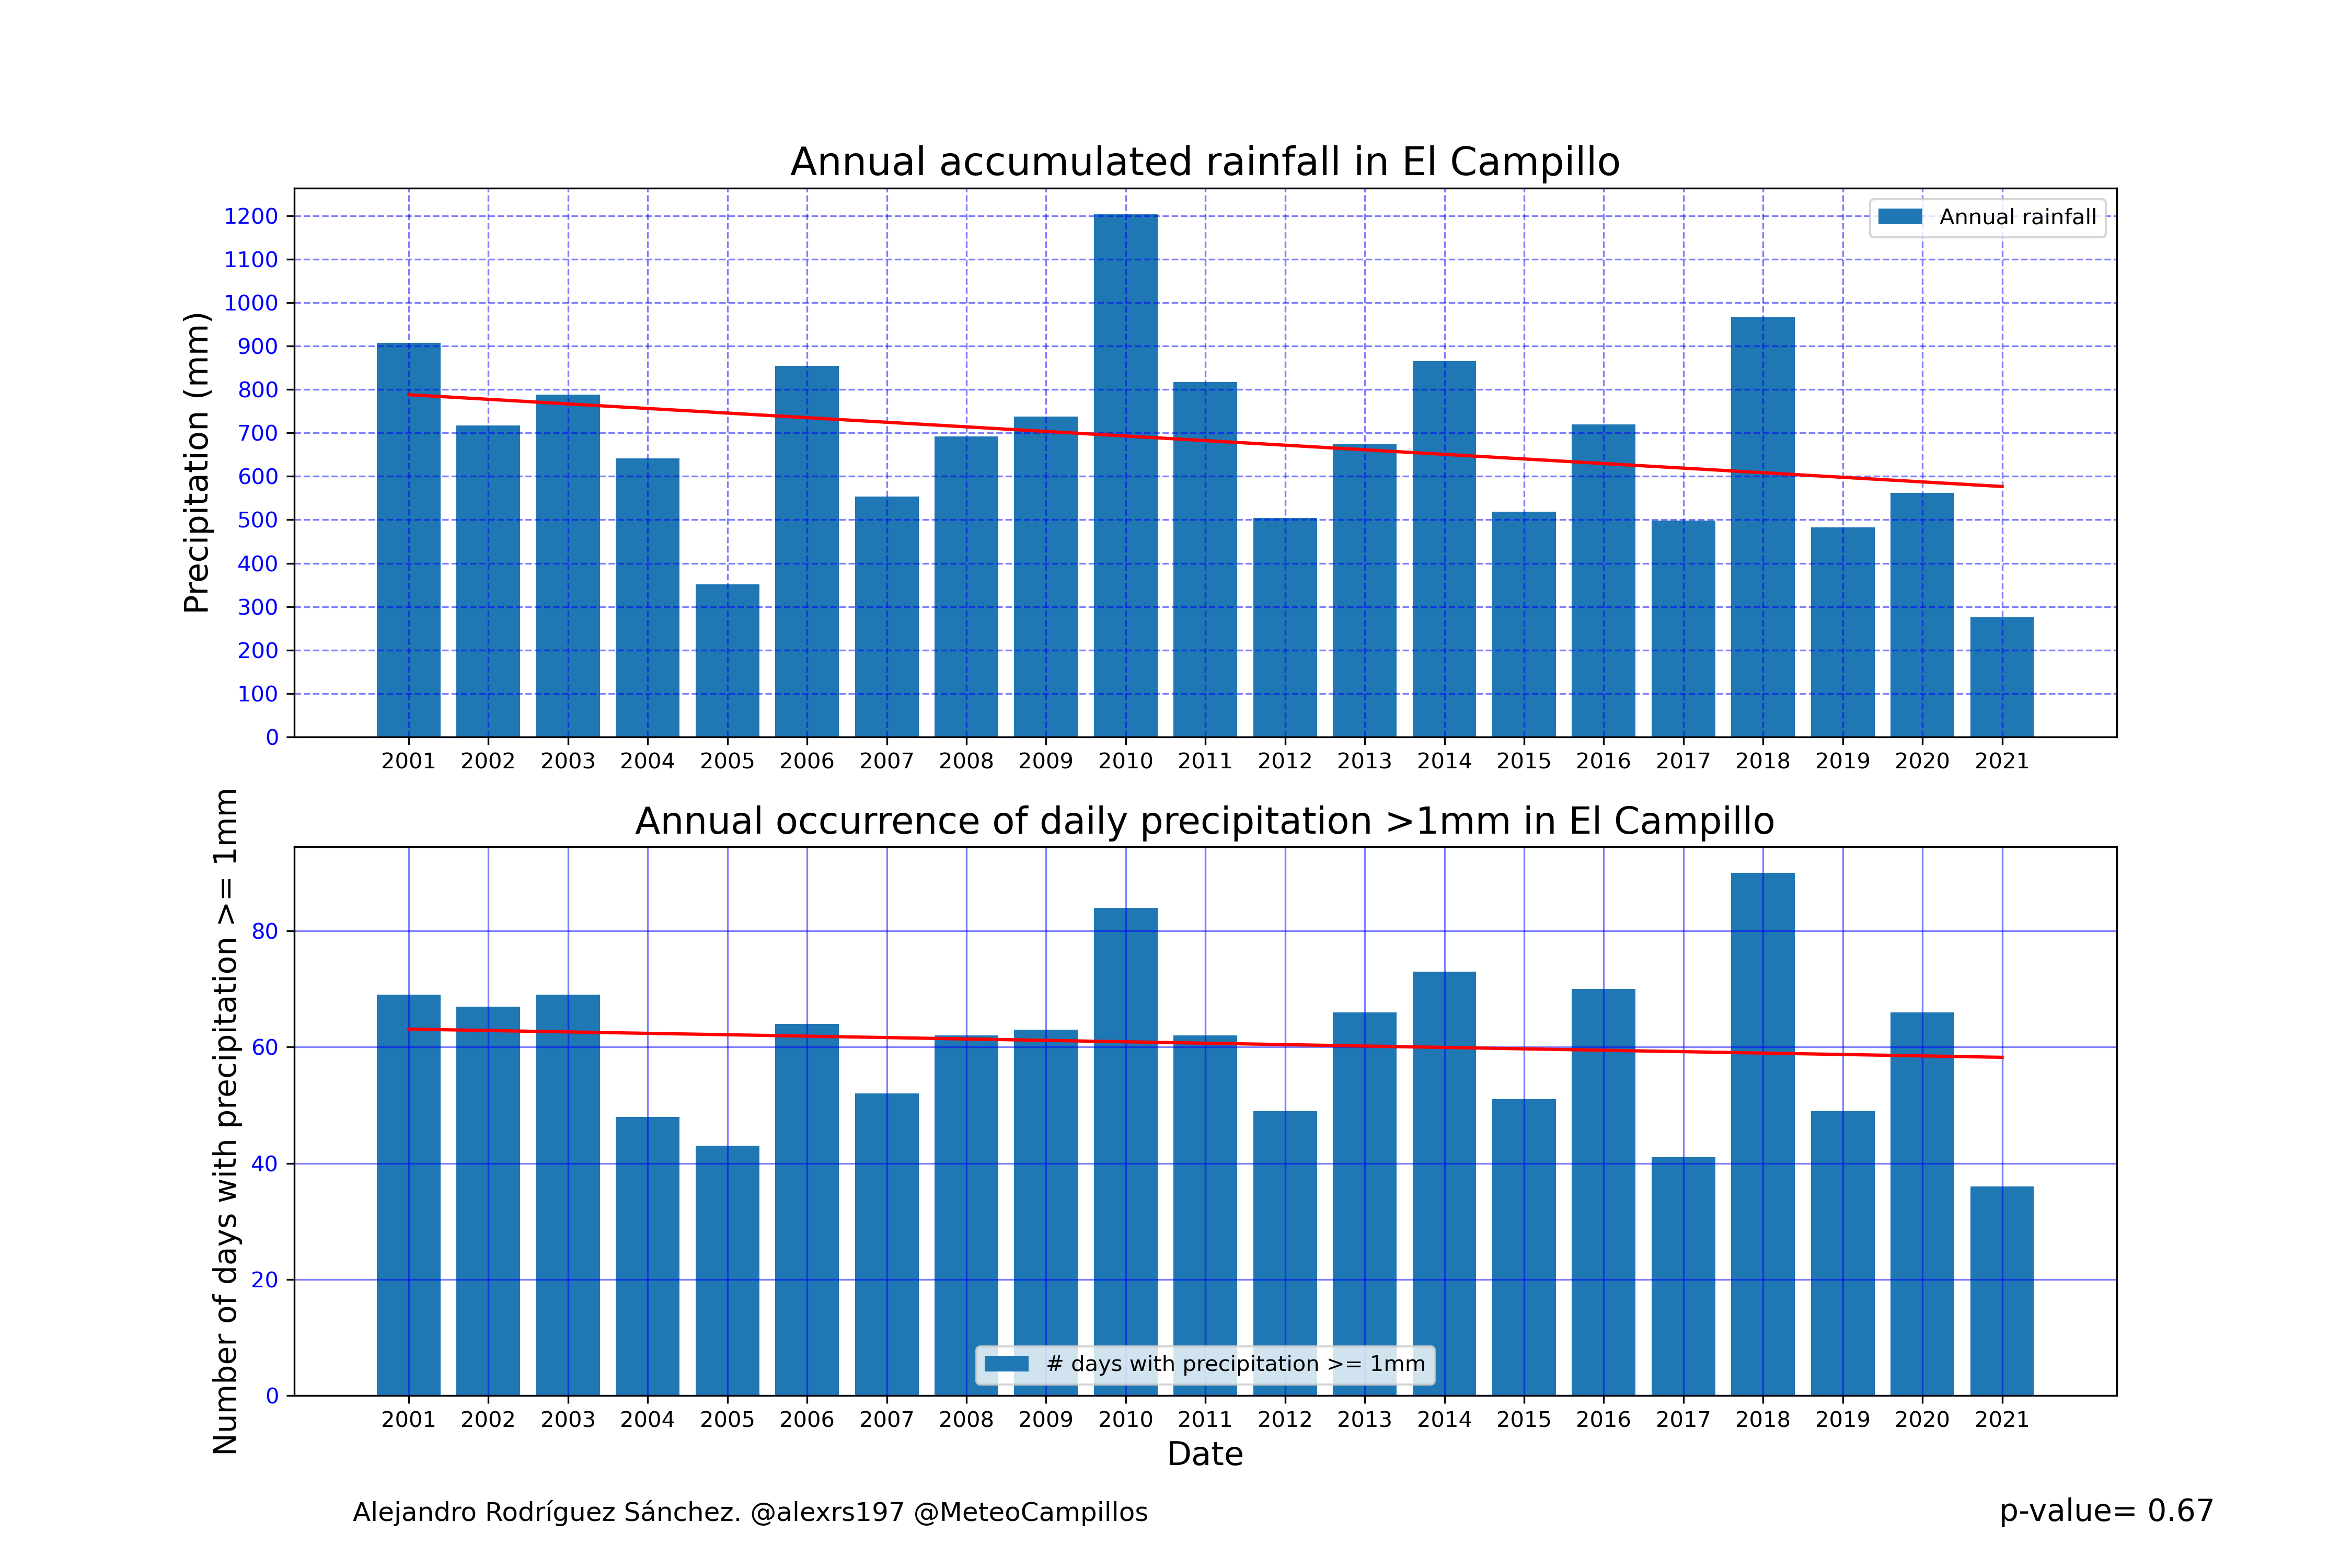 Annual accumulated rainfall in El Campillo
Precipitation (mm)
1200
1100
1000
900
800
700
600
500
400
300
200
100
0
Annual rainfall
2001 2002 2003 2004 2005 2006 2007 2008 2009 2010 2011 2012 2013 2014 2015 2016 2017 2018 2019 2020 2021
Annual occurrence of daily precipitation >1mm in El Campillo
Number of days with precipitation >= 1mm
80
60
40
20
0
# days with precipitation >= 1mm
2001 2002 2003 2004 2005 2006 2007 2008 2009 2010 2011 2012 2013 2014 2015 2016 2017 2018 2019 2020 2021
Date
Alejandro Rodríguez Sánchez. @alexrs197 @MeteoCampillos
p-value= 0.67